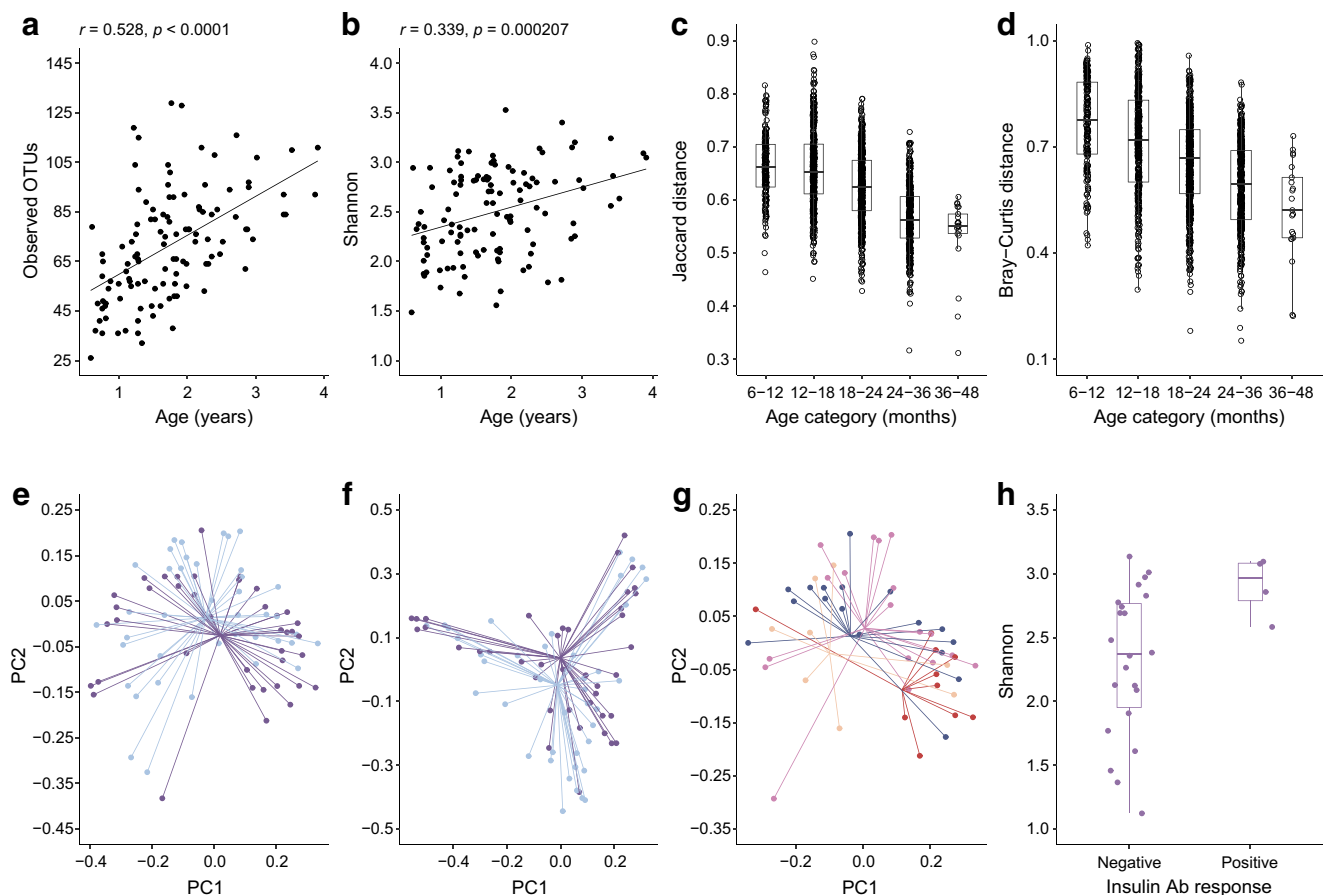 a
r = 0.528, p < 0.0001
Observed OTUs
145
125
105
85
65
45
25
1 2 3 4
Age (years)
b
r = 0.339, p = 0.000207
Shannon
4.0
3.5
3.0
2.5
2.0
1.5
1.0
1 2 3 4
Age (years)
c
Jaccard distance
0.9
0.8
0.7
0.6
0.5
0.4
0.3
6−12 12−18 18−24 24−36 36−48
Age category (months)
d
Bray−Curtis distance
1.0
0.7
0.4
0.1
6−12 12−18 18−24 24−36 36−48
Age category (months)
e
PC2
0.25
0.15
0.05
−0.05
−0.15
−0.25
−0.35
−0.45
−0.4 −0.2 0.0 0.2
PC1
f
PC2
0.5
0.3
0.1
−0.1
−0.3
−0.5
−0.6 −0.4 −0.2 0.0 0.2
PC1
g
PC2
0.25
0.15
0.05
−0.05
−0.15
−0.25
−0.35
−0.2 0.0 0.2
PC1
h
Shannon
3.5
3.0
2.5
2.0
1.5
1.0
Negative Positive
Insulin Ab response